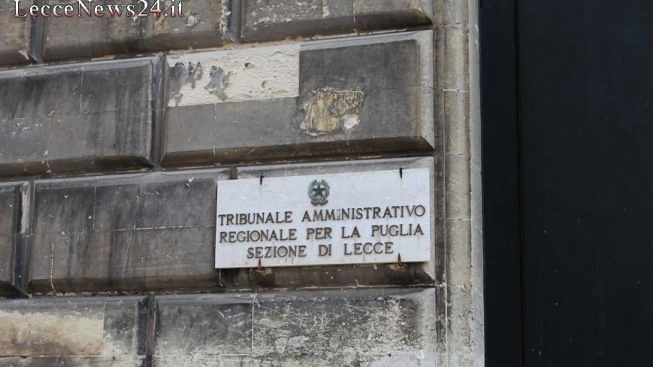 LecceNews24.it
TRIBUNALE AMMINISTRATIVO
REGIONALE PER LA PUGLIA
SEZIONE DI LECCE